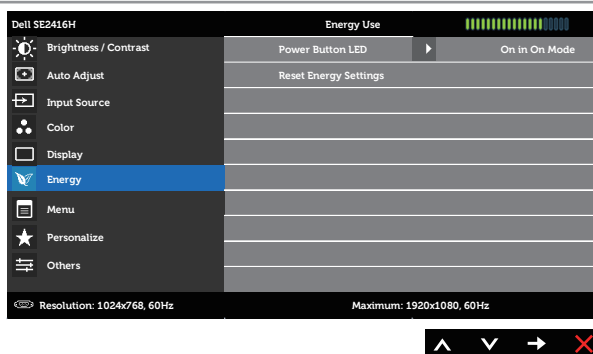 Dell SE2416H Energy Use
Brightness / Contrast Power Button LED On in On Mode
Auto Adjust Reset Energy Settings
Input Source
Color
Display
Energy
Menu
Personalize
Others
Resolution: 1024x768, 60Hz Maximum: 1920x1080, 60Hz